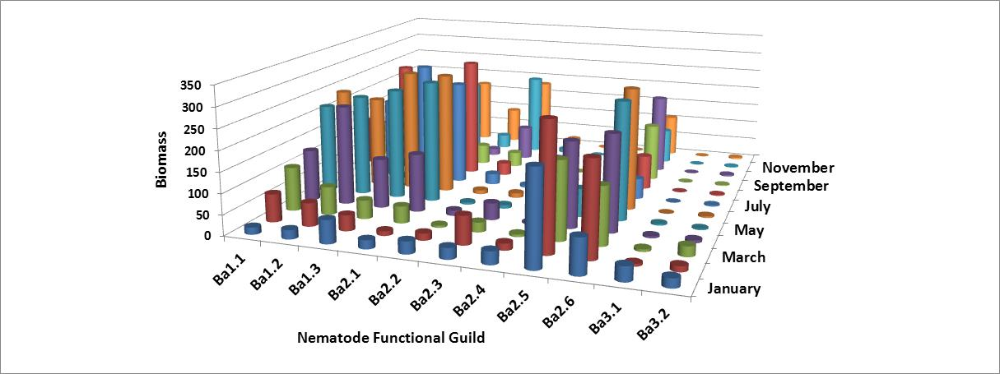 350
300
250
200
150
100
50
0
Biomass
Ba1.1
Ba1.2
Ba1.3
Ba2.1
Ba2.2
Ba2.3
Ba2.4
Ba2.5
Ba2.6
Ba3.1
Ba3.2
Nematode Functional Guild
November
September
July
May
March
January